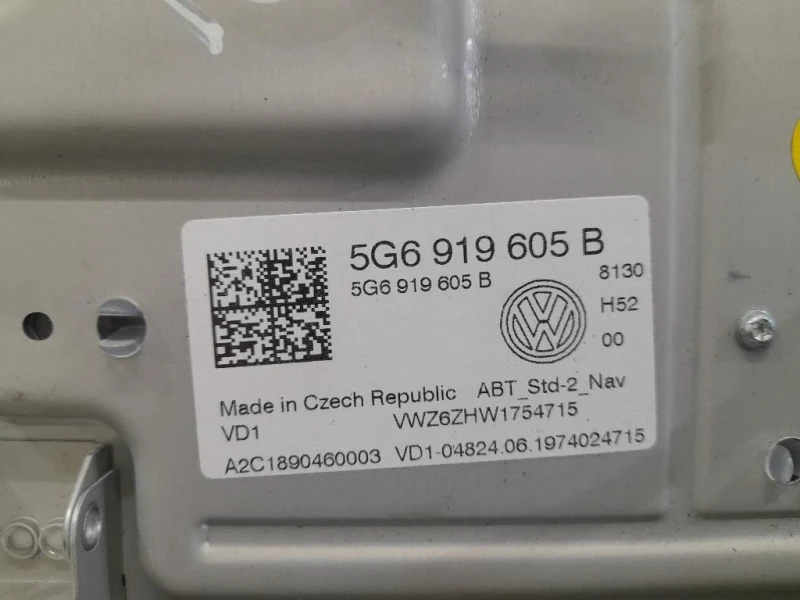 5G6 919 605 B
5G6 919 605 B
8130
H52
00
Made in Czech Republic ABT_Std-2_Nav
VD1 VWZ6ZHW1754715
A2C1890460003 VD1-04824.06.1974024715